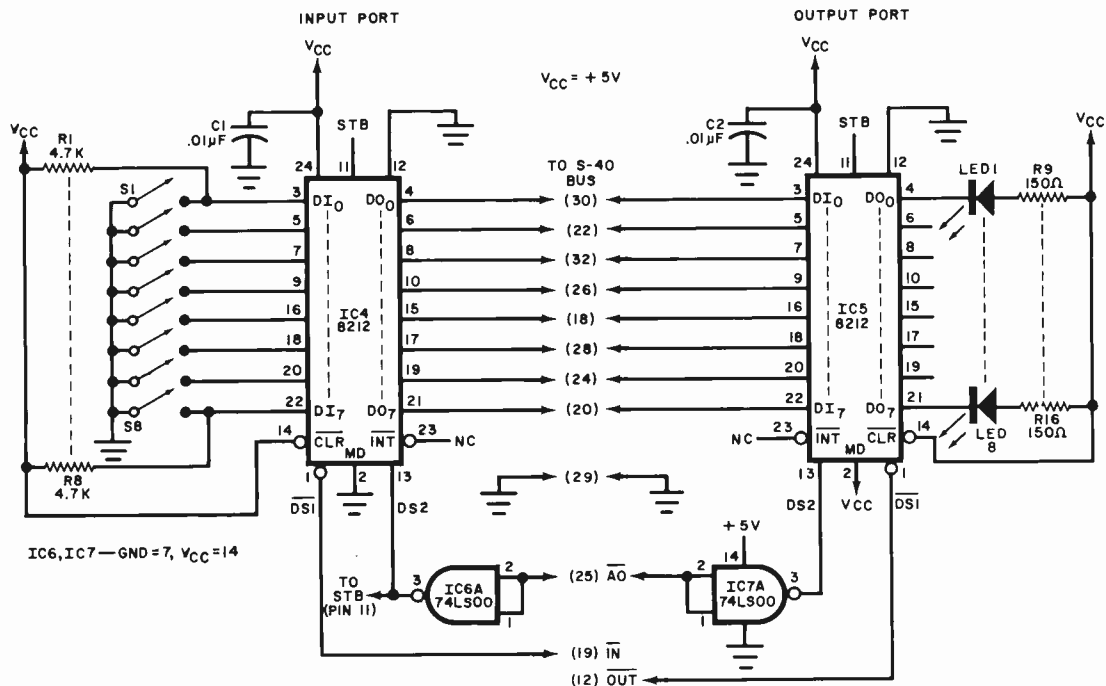 INPUT PORT
OUTPUT PORT
VCC
VCC
VCC = +5V
C1
.01µF
STB
C2
.01µF
STB
VCC
R1
4.7K
VCC
24
11
12
TO S-40
BUS
24
11
12
LED1
R9
150Ω
S1
3
DI0
DO0
4
(30)
3
DI0
DO0
4
5
6
(22)
5
6
7
8
(32)
7
8
9
10
(26)
9
10
IC4
8212
IC5
8212
16
15
(18)
16
15
18
17
(28)
18
17
20
19
(24)
20
19
S8
22
DI7
DO7
21
(20)
22
DI7
DO7
21
R16
150Ω
LED
8
14
CLR
INT
23
NC
NC
23
INT
CLR
14
R8
4.7K
MD
1
2
13
(29)
MD
13
2
1
DS1
DS2
DS2
VCC
DS1
IC6,IC7—GND=7, VCC=14
+5V
14
TO
STB
(PIN 11)
3
IC6A
74LS00
2
1
(25) AO
2
1
IC7A
74LS00
3
(19) IN
(12) OUT